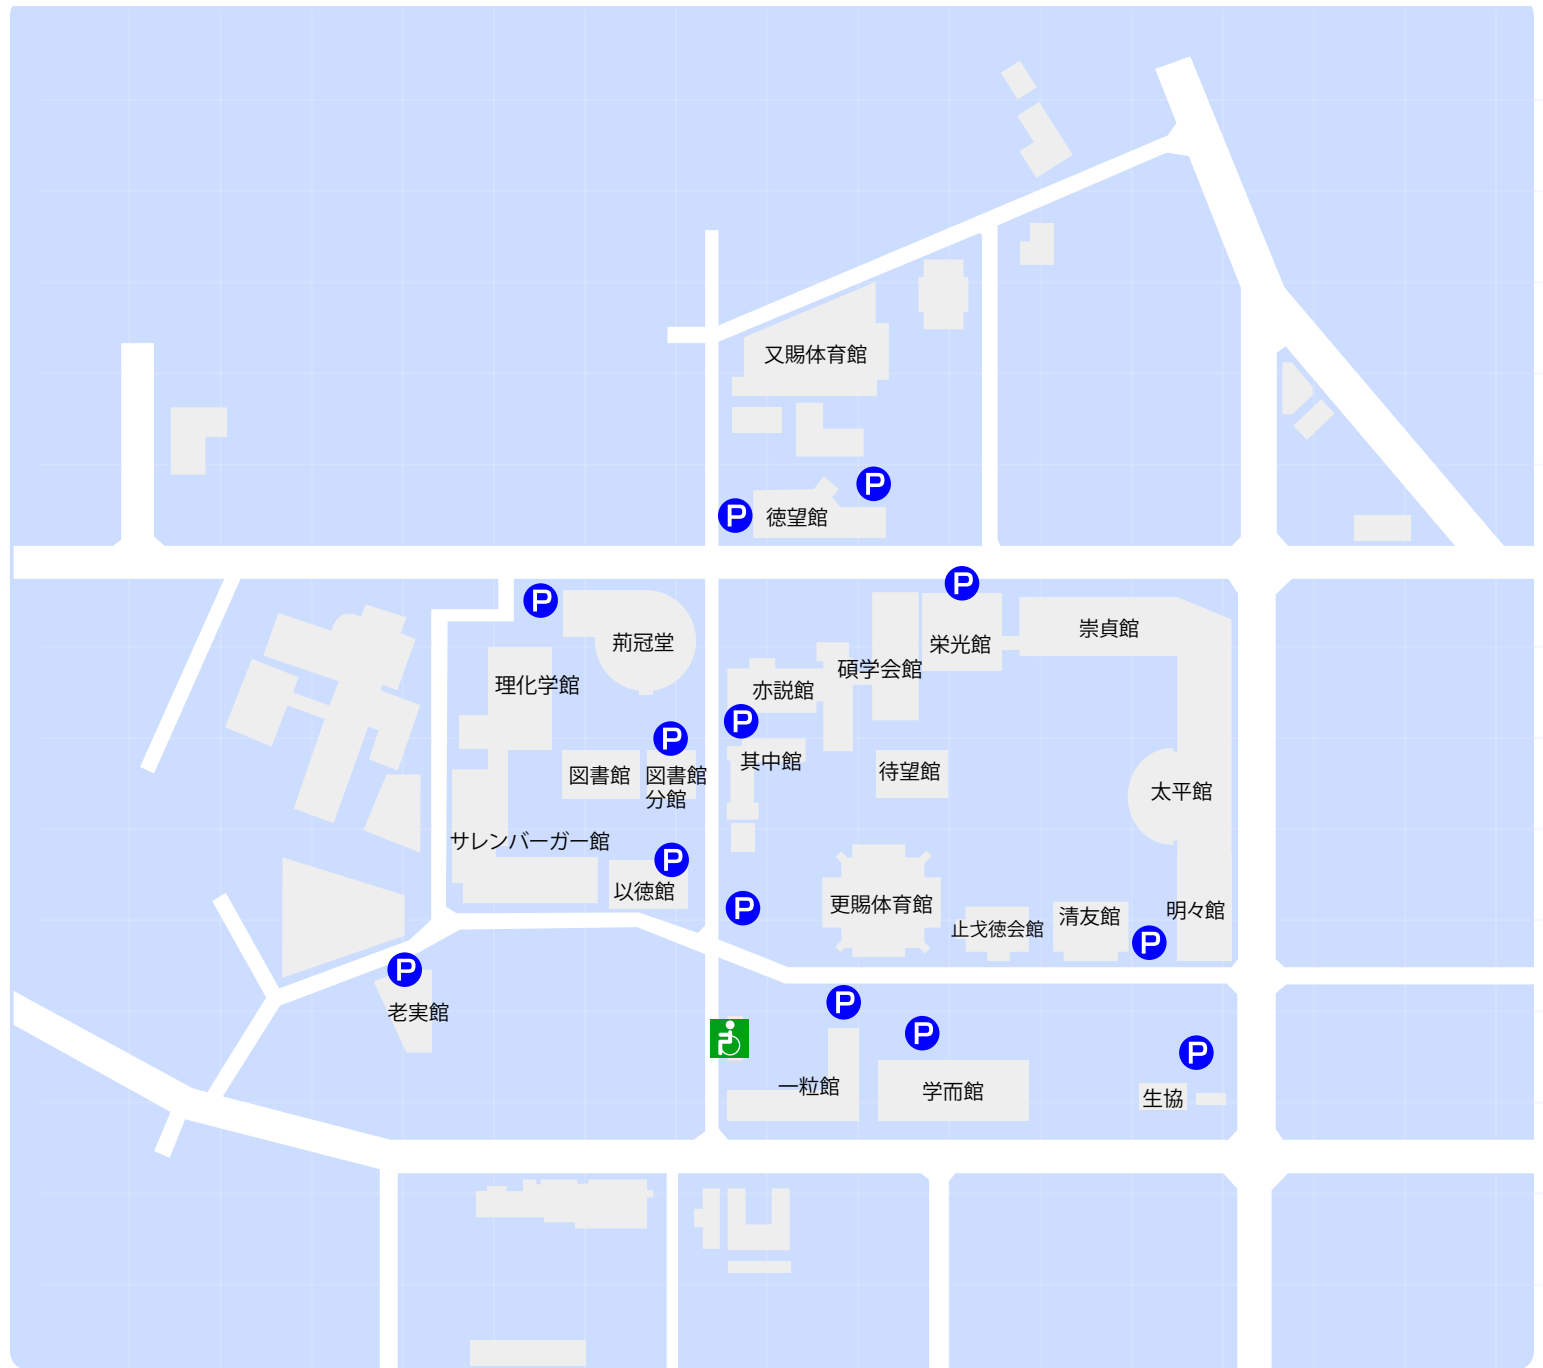 又賜体育館
P
P
徳望館
P
P
崇貞館
荊冠堂
栄光館
碩学会館
理化学館
亦説館
P
P
其中館
待望館
図書館
図書館
分館
太平館
サレンバーガー館
P
以徳館
P
更賜体育館
明々館
清友館
止戈徳会館
P
P
老実館
P
P
P
一粒館
学而館
生協